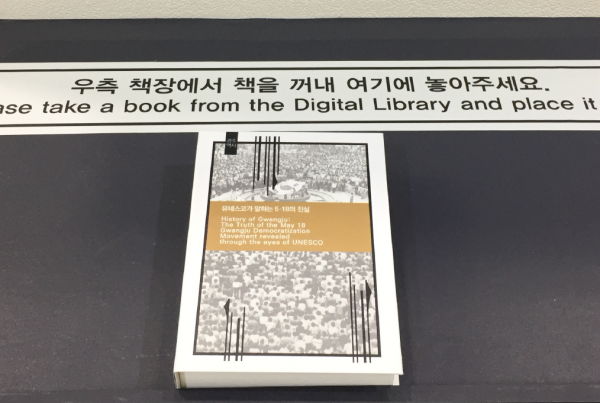 우측 책장에서 책을 꺼내 여기에 놓아주세요.
ase take a book from the Digital Library and place it
유네스코가 말하는 5·18의 진실
History of Gwangju:
The Truth of the May 18
Gwangju Democratization
Movement revealed
through the eyes of UNESCO